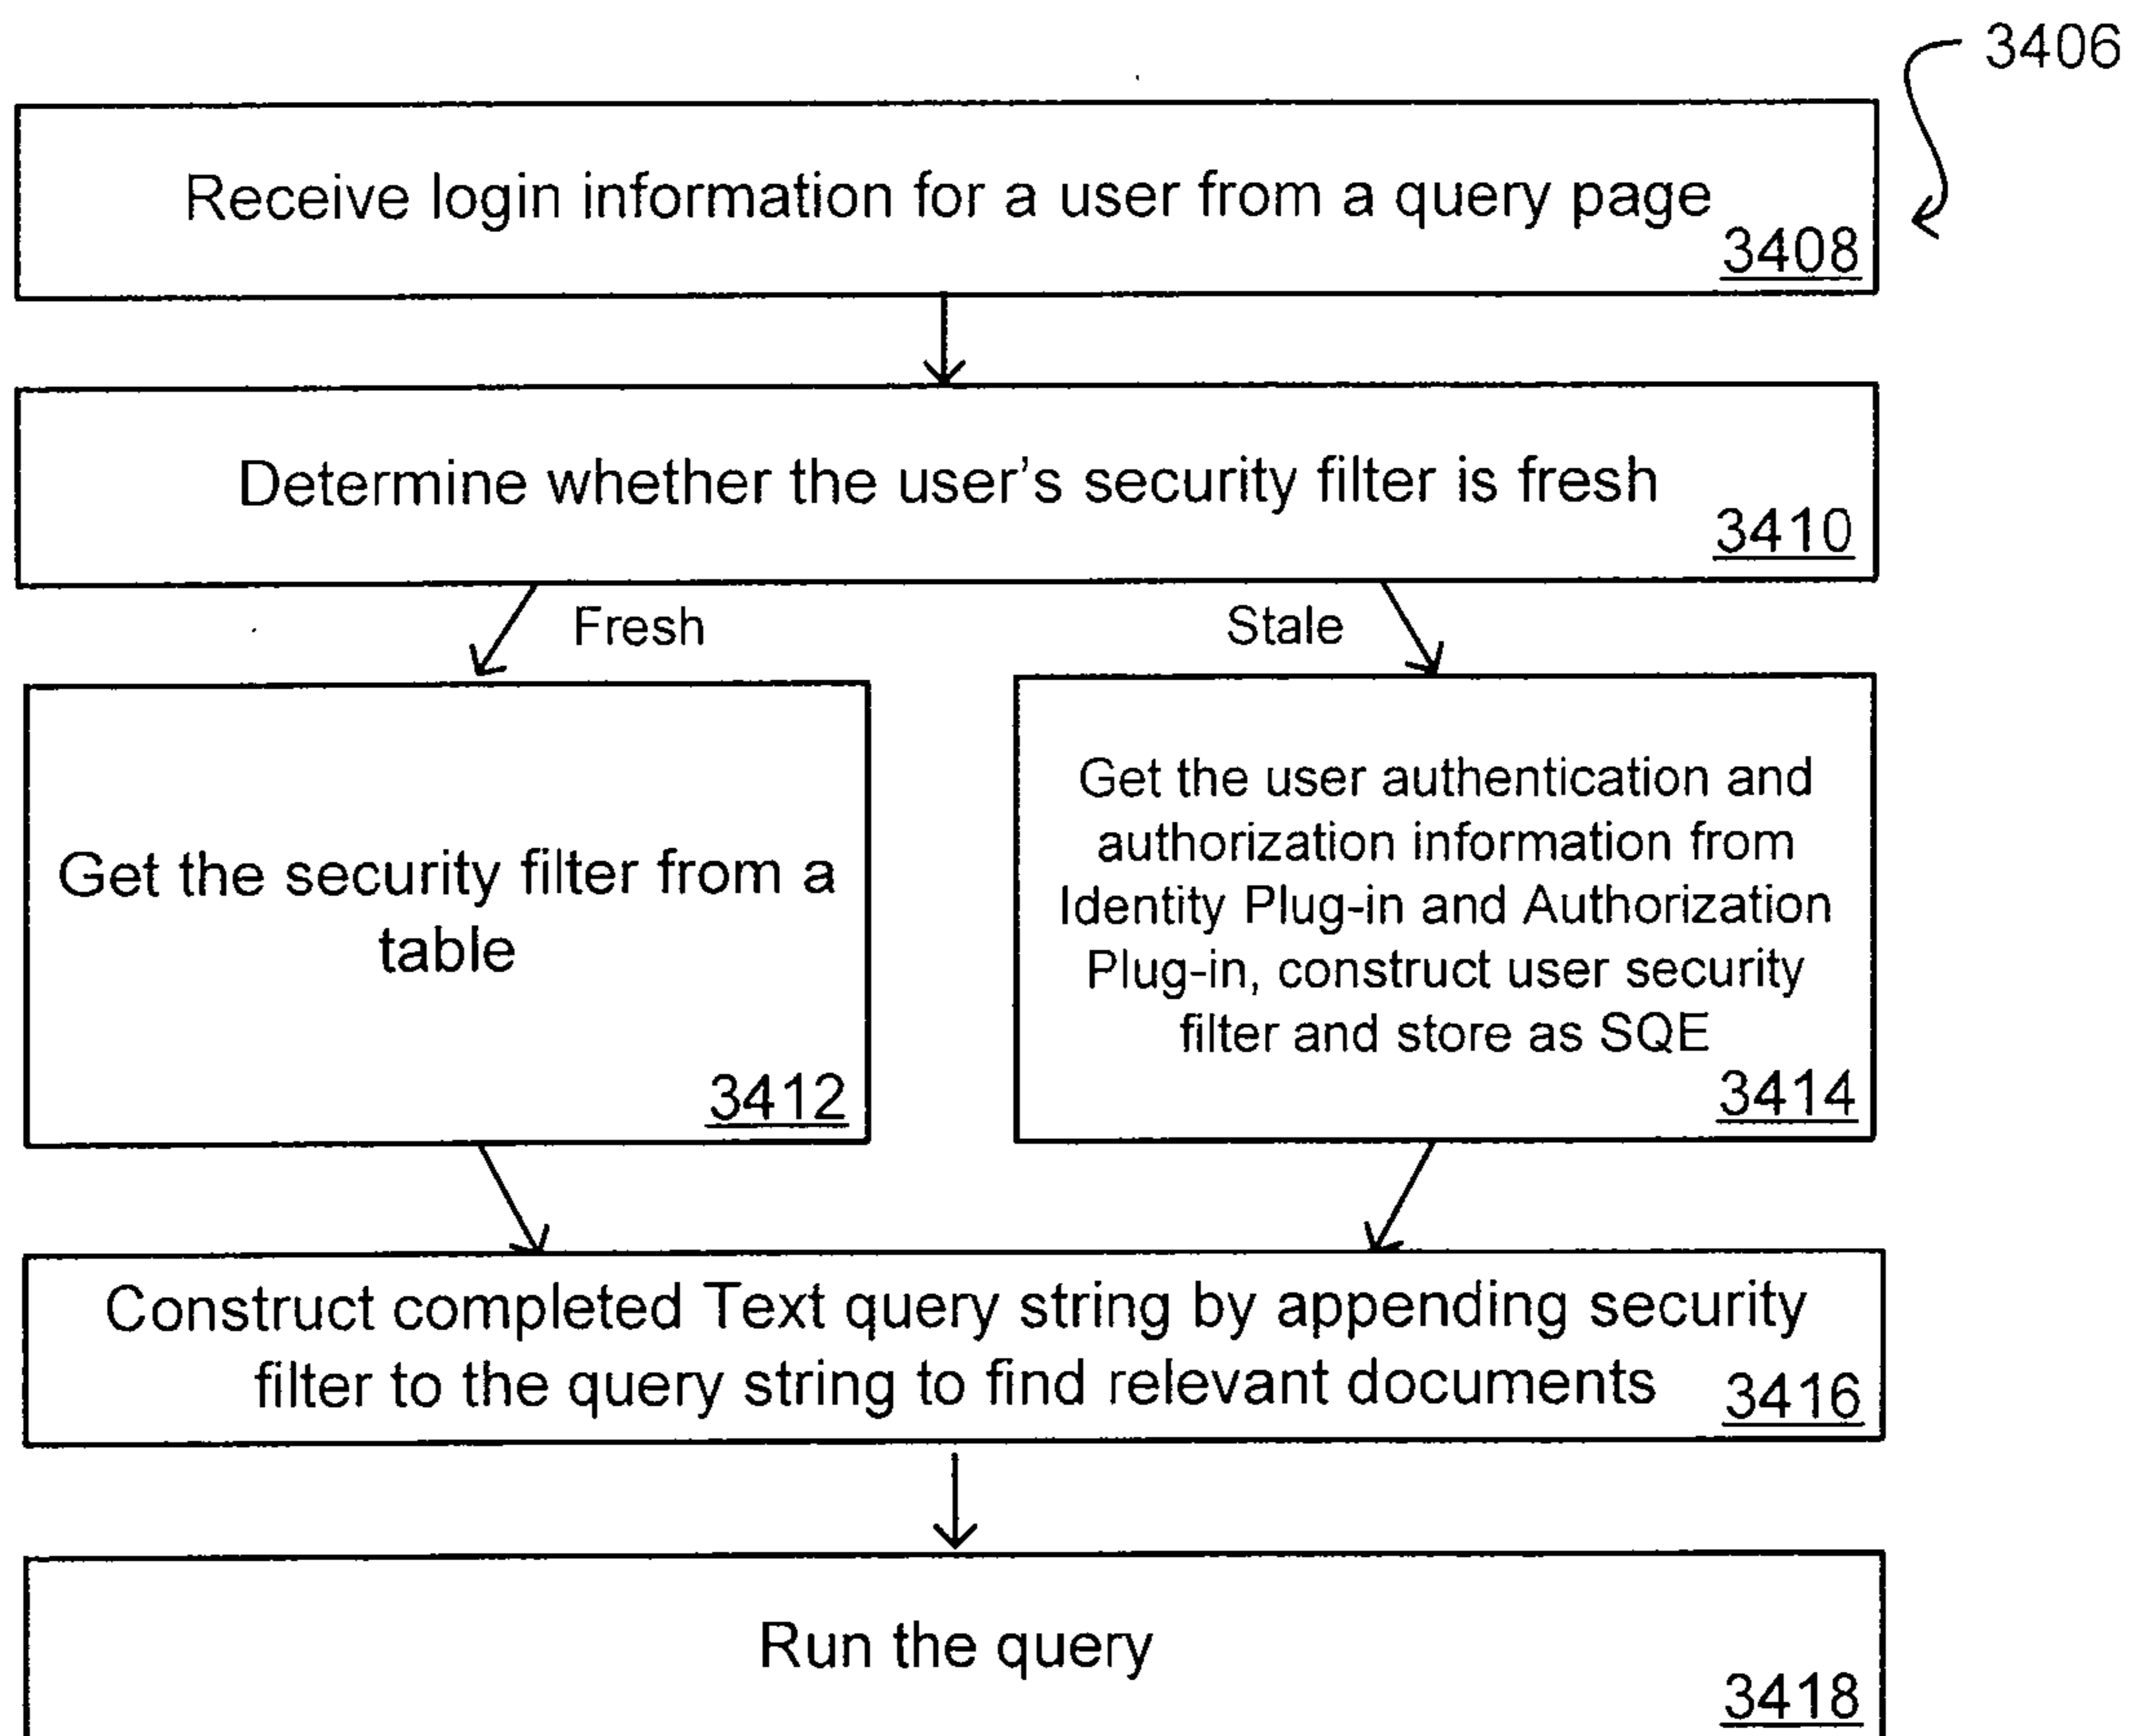 3406
Receive login information for a user from a query page
3408
Determine whether the user's security filter is fresh
3410
Fresh
Stale
Get the security filter from a
table
3412
Get the user authentication and
authorization information from
Identity Plug-in and Authorization
Plug-in, construct user security
filter and store as SQE
3414
Construct completed Text query string by appending security
filter to the query string to find relevant documents
3416
Run the query
3418